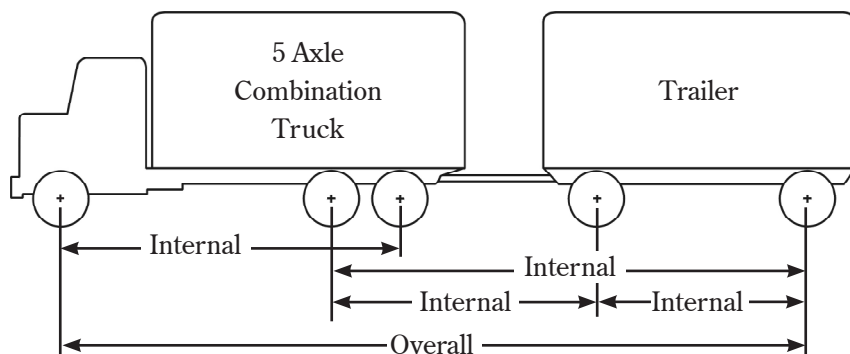 5 Axle
Combination
Truck
Trailer
Internal
Internal
Internal
Internal
Overall